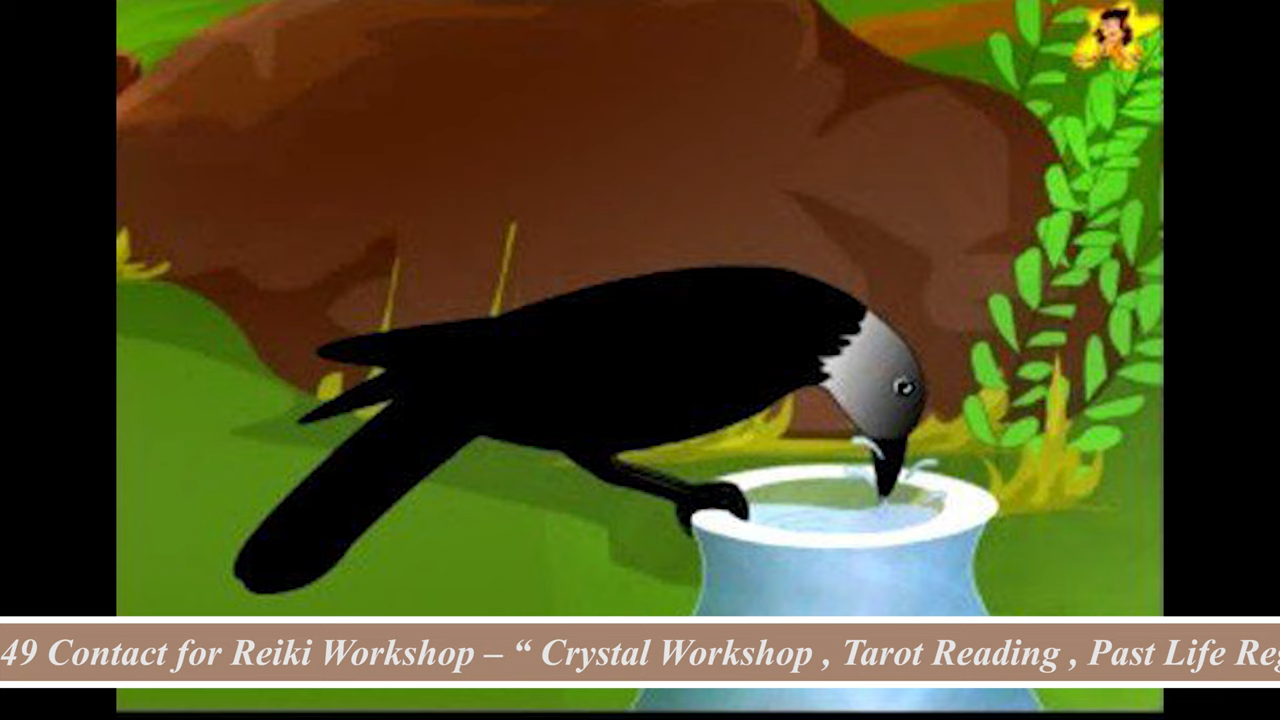 49 Contact for Reiki Workshop – “ Crystal Workshop , Tarot Reading , Past Life